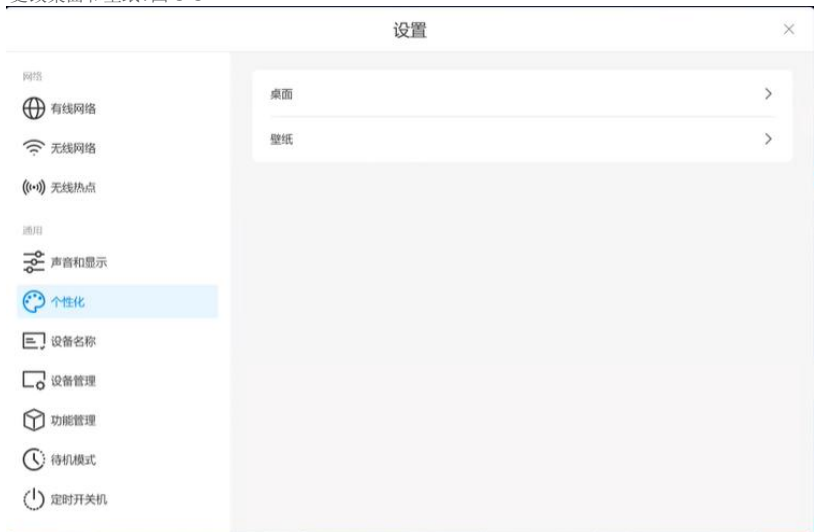 设置
网络
有线网络
无线网络
无线热点
通用
声音和显示
个性化
设备名称
设备管理
功能管理
待机模式
定时开关机
桌面
壁纸